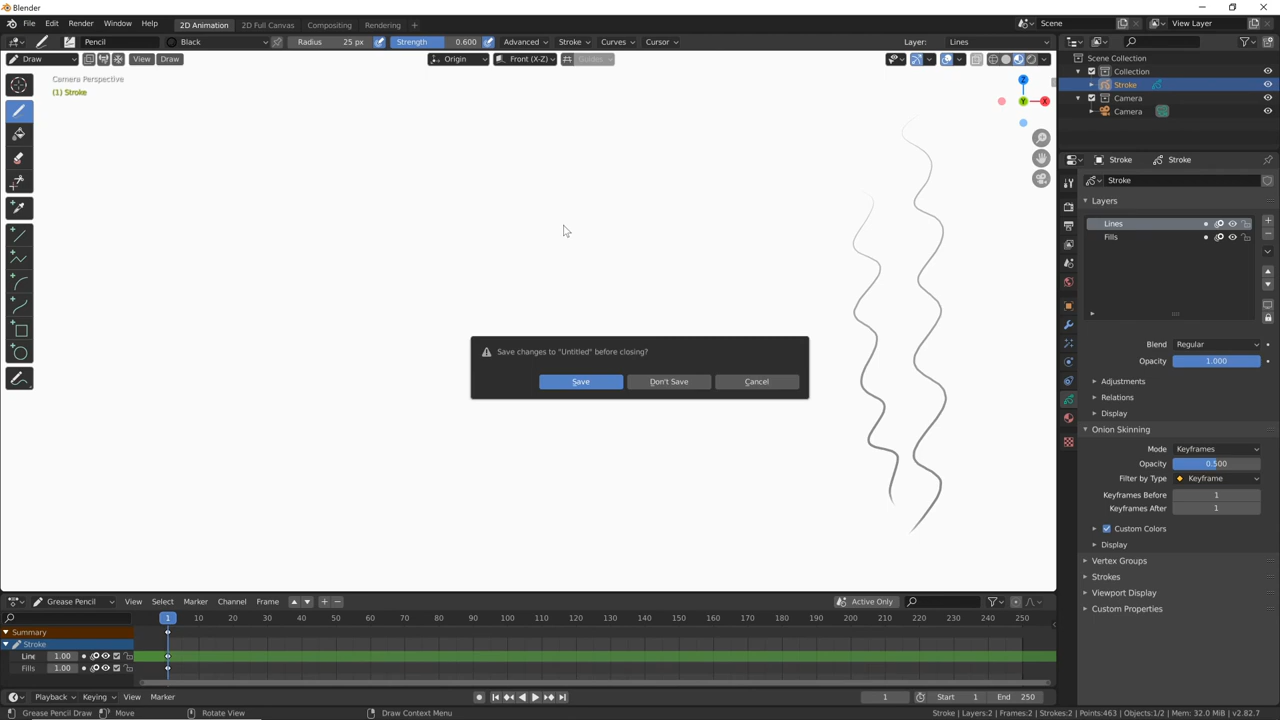 Blender
File Edit Render Window Help 2D Animation 2D Full Canvas Compositing Rendering Scene View Layer
Pencil Black Radius 25 px Strength 0.600 Advanced Stroke Curves Cursor Layer: Lines
Draw View Draw Origin Front (X-Z) Guides
Camera Perspective
(1) Stroke
Z
Y X
Scene Collection
Collection
Stroke
Camera
Camera
Stroke Stroke
Stroke
Layers
Lines
Fills
Blend Regular
Opacity 1.000
Adjustments
Relations
Display
Onion Skinning
Mode Keyframes
Opacity 0.500
Filter by Type Keyframe
Keyframes Before 1
Keyframes After 1
Custom Colors
Display
Vertex Groups
Strokes
Viewport Display
Custom Properties
Save changes to "Untitled" before closing?
Save Don't Save Cancel
Grease Pencil View Select Marker Channel Frame Active Only
1 10 20 30 40 50 60 70 80 90 100 110 120 130 140 150 160 170 180 190 200 210 220 230 240 250
Summary
Stroke
Line 1.00
Fills 1.00
Playback Keying View Marker 1 Start 1 End 250
Grease Pencil Draw Move Rotate View Draw Context Menu Stroke | Layers:2 | Frames:2 | Strokes:2 | Points:463 | Objects:1/2 | Mem: 32.0 MiB | v2.82.7